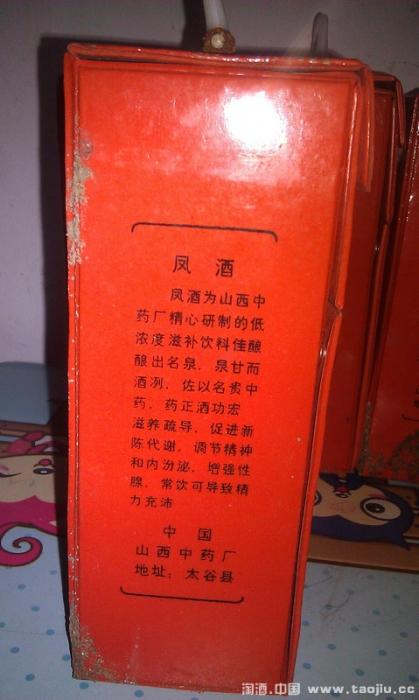 凤酒
凤酒为山西中
药厂精心研制的低
浓度滋补饮料佳酿
酿出名泉，泉甘而
酒冽，佐以名贵中
药，药正酒功宏
滋养疏导，促进新
陈代谢，调节精神
和内汾泌，增强性
腺，常饮可导致精
力充沛
中国
山西中药厂
地址：太谷县
淘酒.中国 www.taojiu.cc